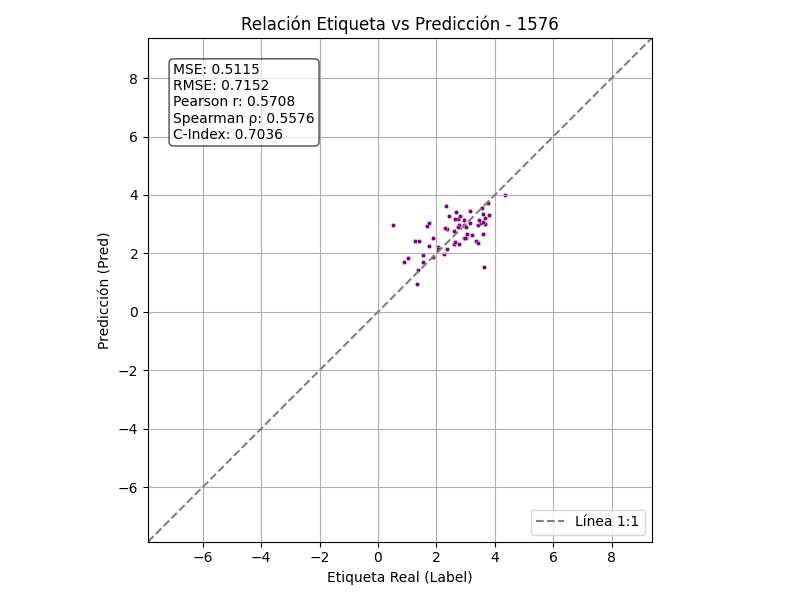 Relación Etiqueta vs Predicción - 1576
MSE: 0.5115
RMSE: 0.7152
Pearson r: 0.5708
Spearman ρ: 0.5576
C-Index: 0.7036
8
6
4
2
0
−2
−4
−6
Predicción (Pred)
−6 −4 −2 0 2 4 6 8
Etiqueta Real (Label)
Línea 1:1